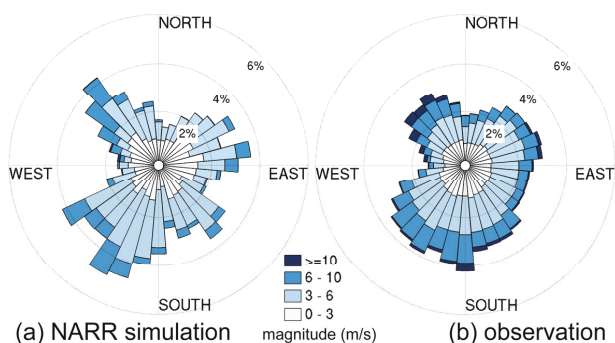 NORTH
6%
4%
2%
WEST
EAST
SOUTH
(a) NARR simulation
NORTH
6%
4%
2%
WEST
EAST
SOUTH
(b) observation
>=10
6 - 10
3 - 6
0 - 3
magnitude (m/s)